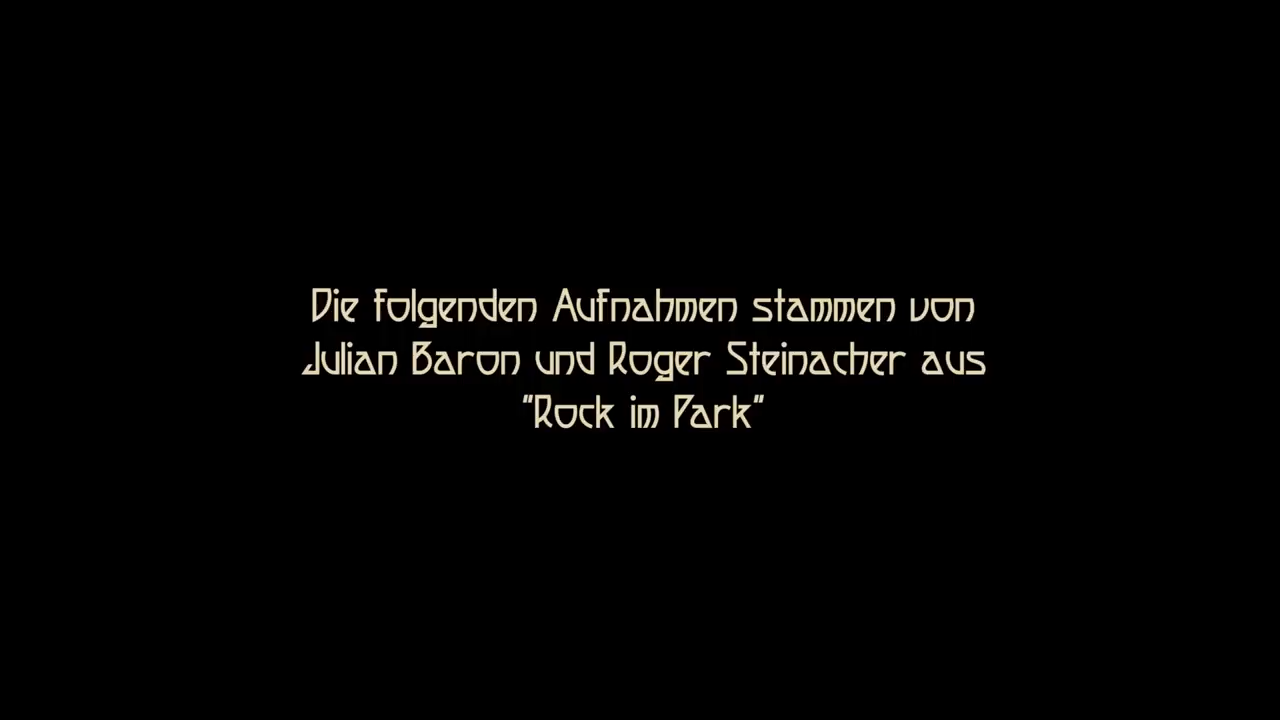 Die folgenden Aufnahmen stammen von
Julian Baron und Roger Steinacher aus
"Rock im Park"